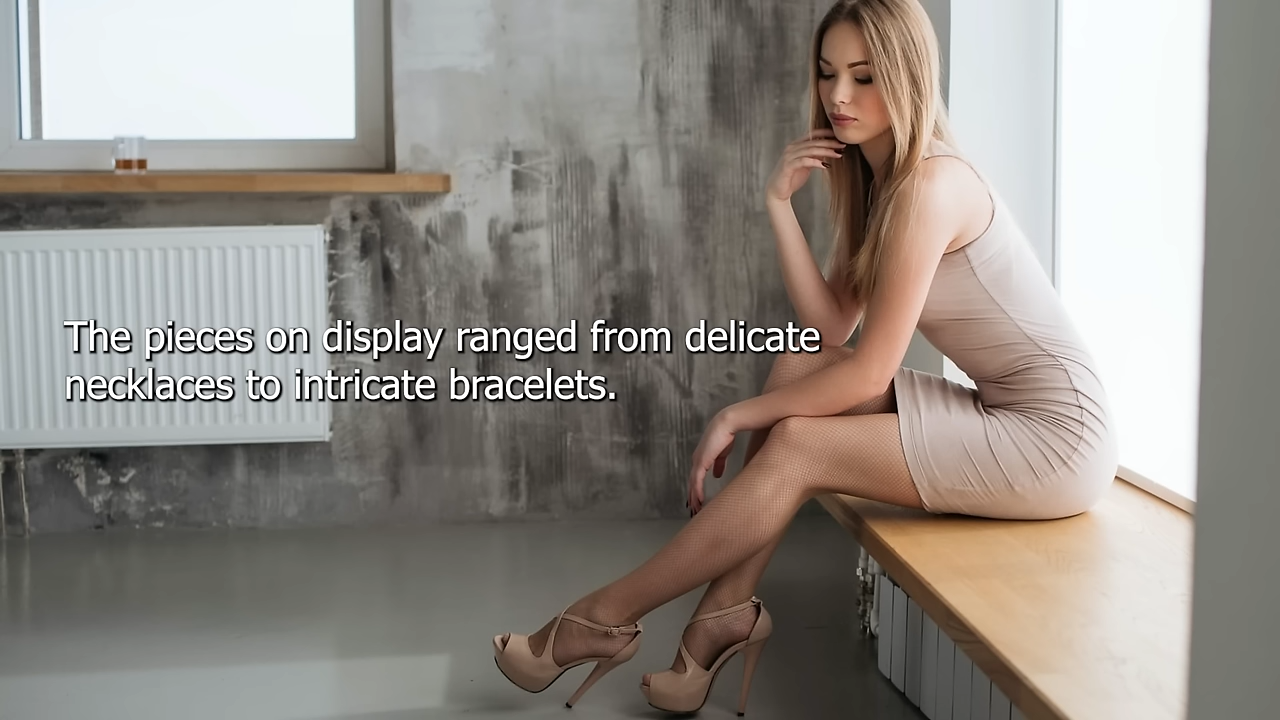 The pieces on display ranged from delicate
necklaces to intricate bracelets.